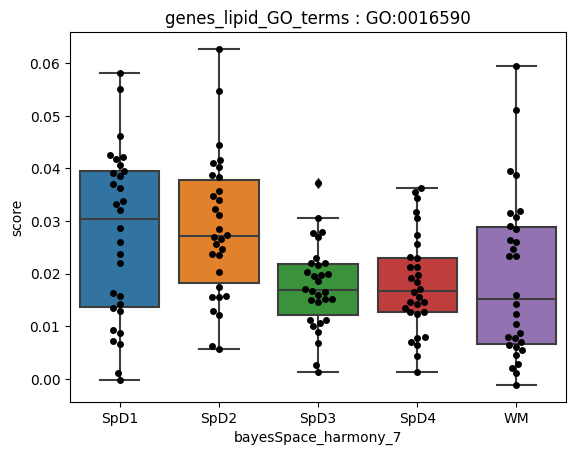 genes_lipid_GO_terms : GO:0016590
score
0.06
0.05
0.04
0.03
0.02
0.01
0.00
SpD1 SpD2 SpD3 SpD4 WM
bayesSpace_harmony_7